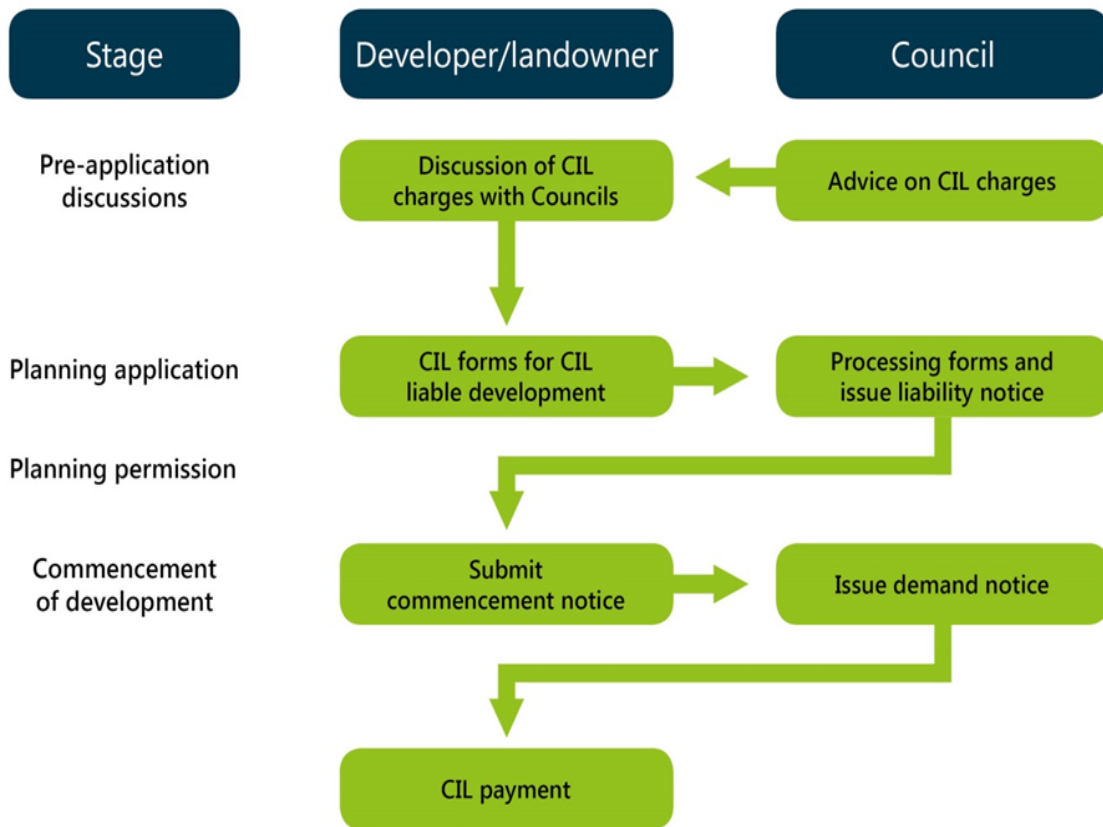 Stage
Developer/landowner
Council
Pre-application
discussions
Discussion of CIL
charges with Councils
Advice on CIL charges
Planning application
CIL forms for CIL
liable development
Processing forms and
issue liability notice
Planning permission
Commencement
of development
Submit
commencement notice
Issue demand notice
CIL payment